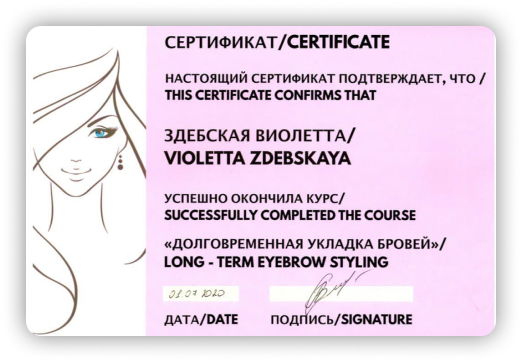 СЕРТИФИКАТ/CERTIFICATE
НАСТОЯЩИЙ СЕРТИФИКАТ ПОДТВЕРЖДАЕТ, ЧТО /
THIS CERTIFICATE CONFIRMS THAT
ЗДЕБСКАЯ ВИОЛЕТТА/
VIOLETTA ZDEBSKAYA
УСПЕШНО ОКОНЧИЛА КУРС/
SUCCESSFULLY COMPLETED THE COURSE
«ДОЛГОВРЕМЕННАЯ УКЛАДКА БРОВЕЙ»/
LONG - TERM EYEBROW STYLING
01.07 2020
ДАТА/DATE ПОДПИСЬ/SIGNATURE